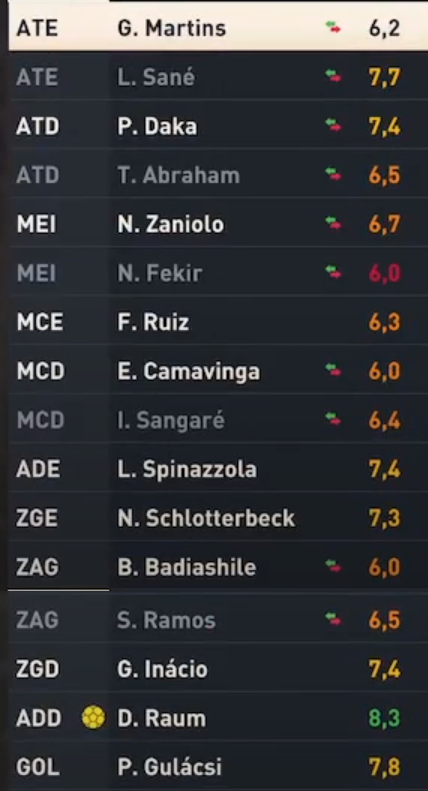 ATE G. Martins 6,2
ATE L. Sané 7,7
ATD P. Daka 7,4
ATD T. Abraham 6,5
MEI N. Zaniolo 6,7
MEI N. Fekir 6,0
MCE F. Ruiz 6,3
MCD E. Camavinga 6,0
MCD I. Sangaré 6,4
ADE L. Spinazzola 7,4
ZGE N. Schlotterbeck 7,3
ZAG B. Badiashile 6,0
ZAG S. Ramos 6,5
ZGD G. Inácio 7,4
ADD D. Raum 8,3
GOL P. Gulácsi 7,8